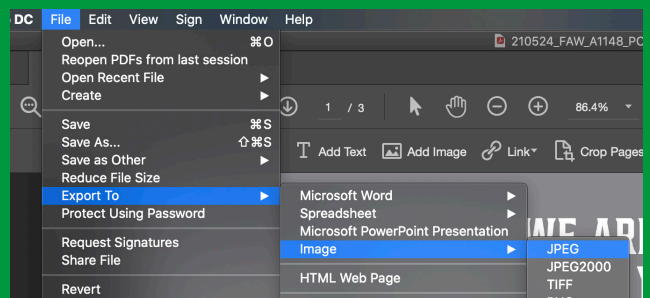 DC File Edit View Sign Window Help
Open... ⌘O
210524_FAW_A1148_PC
Reopen PDFs from last session
Open Recent File
Create
1 / 3 86.4%
Save ⌘S
Save As... ⇧⌘S
Add Text Add Image Link Crop Pages
Save as Other
Reduce File Size
Export To
Microsoft Word
Protect Using Password
Spreadsheet
Microsoft PowerPoint Presentation
WE AR
Request Signatures
Image
JPEG
Share File
JPEG2000
HTML Web Page
TIFF
Revert